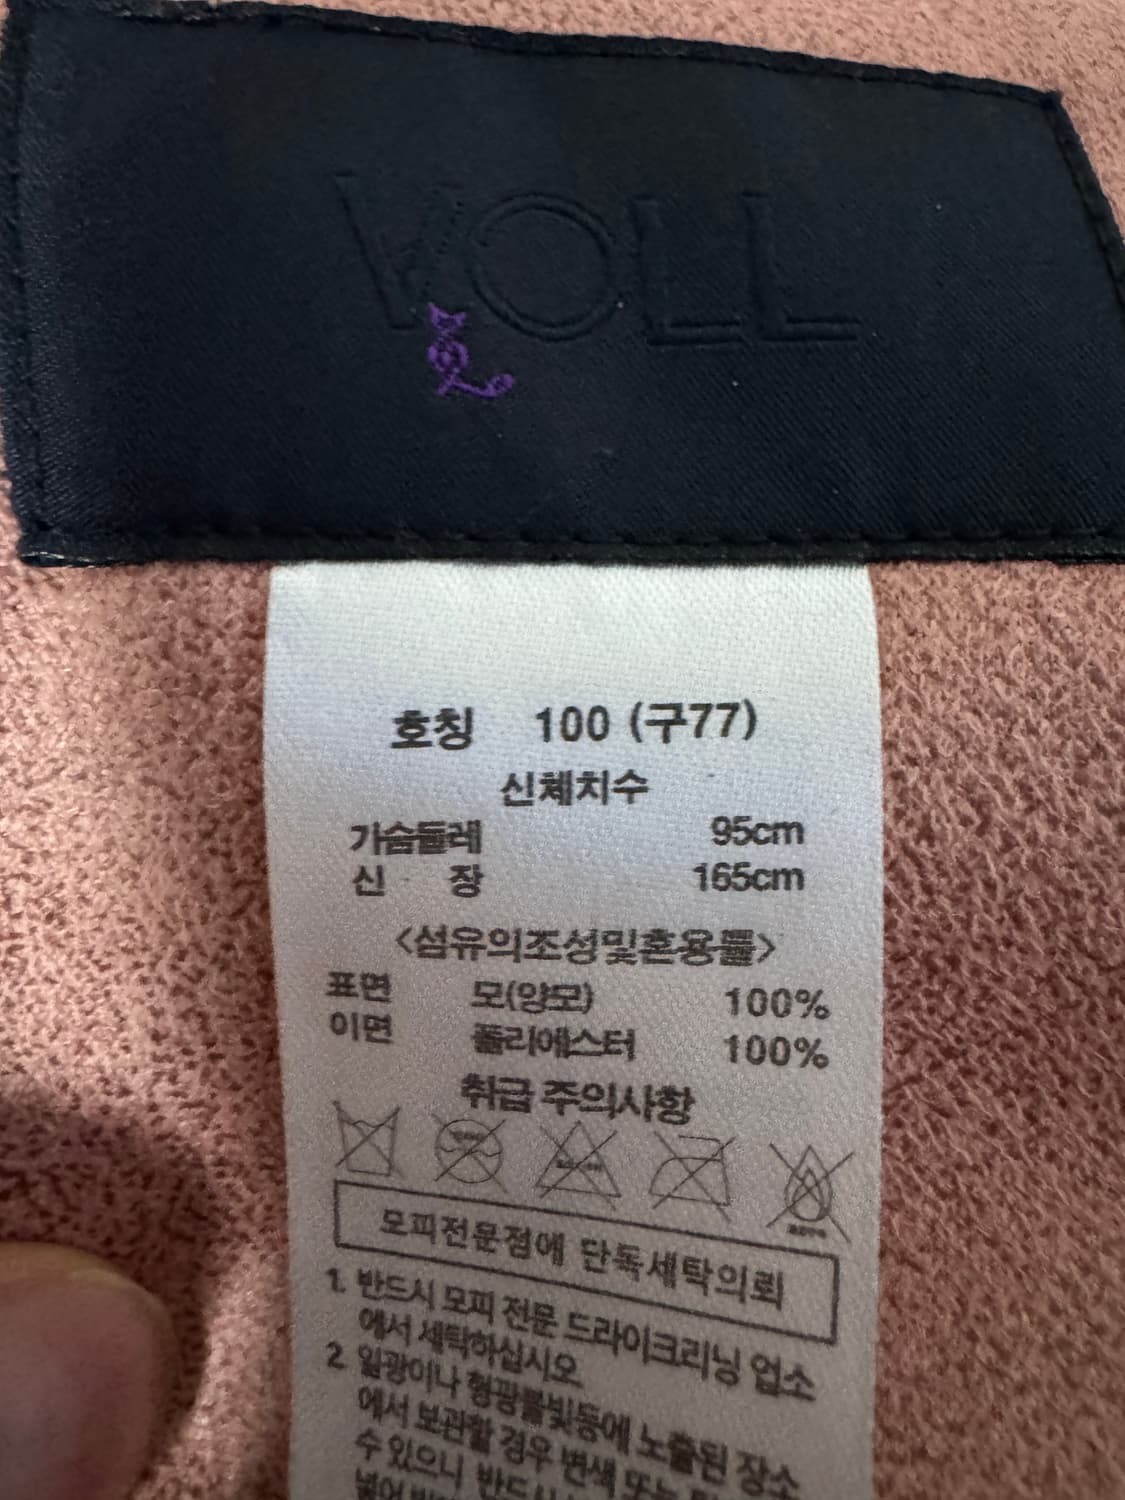 VOLL
호칭 100 (구77)
신체치수
가슴둘레 95cm
신 장 165cm
<섬유의조성및혼용률>
표면 모(양모) 100%
이면 폴리에스터 100%
취급 주의사항
모피전문점에 단독세탁의뢰
1. 반드시 모피 전문 드라이크리닝 업소
에서 세탁하십시오
2 일광이나 형광불빛등에 노출된 장소
에서 보관할 경우 변색 또는
수 있으니 반드시